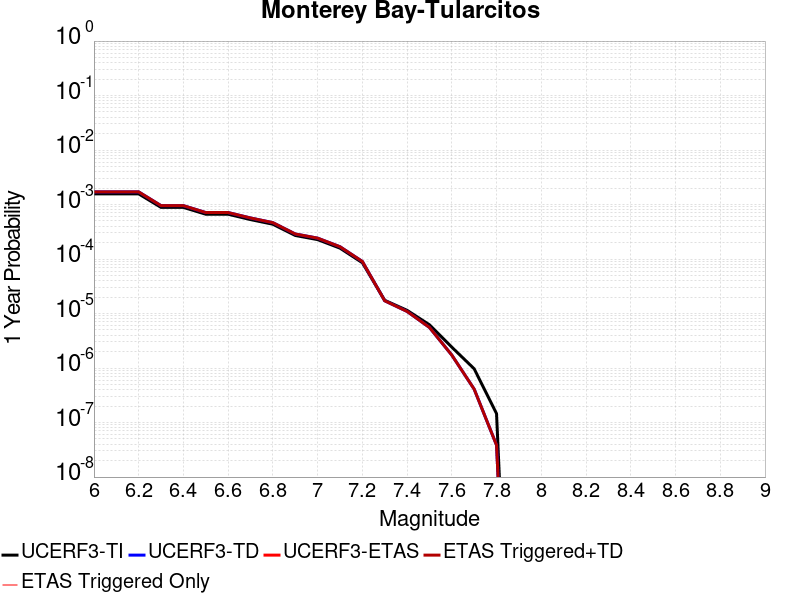 Monterey Bay-Tularcitos
10^0
10^-1
10^-2
10^-3
10^-4
10^-5
10^-6
10^-7
10^-8
1 Year Probability
6 6.2 6.4 6.6 6.8 7 7.2 7.4 7.6 7.8 8 8.2 8.4 8.6 8.8 9
Magnitude
UCERF3-TI UCERF3-TD UCERF3-ETAS ETAS Triggered+TD
ETAS Triggered Only